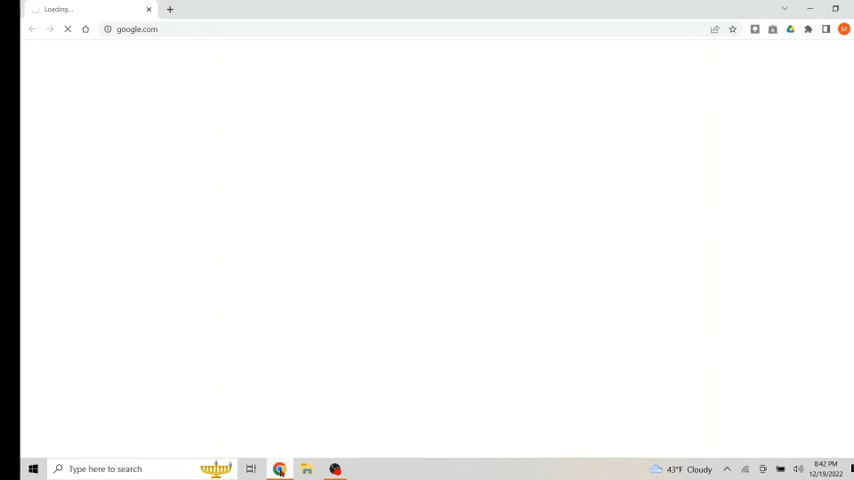 Loading...
google.com
M
Type here to search
43°F Cloudy
8:42 PM
12/19/2022